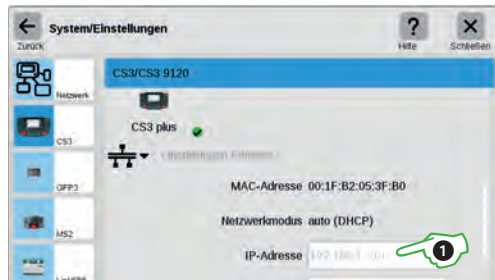 System/Einstellungen
Zurück
Hilfe
Schließen
Netzwerk
CS3/CS3 9120
CS3
CS3 plus
GFP3
MAC-Adresse 00:1F:B2:05:3F:B0
MS2
Netzwerkmodus auto (DHCP)
IP-Adresse
1